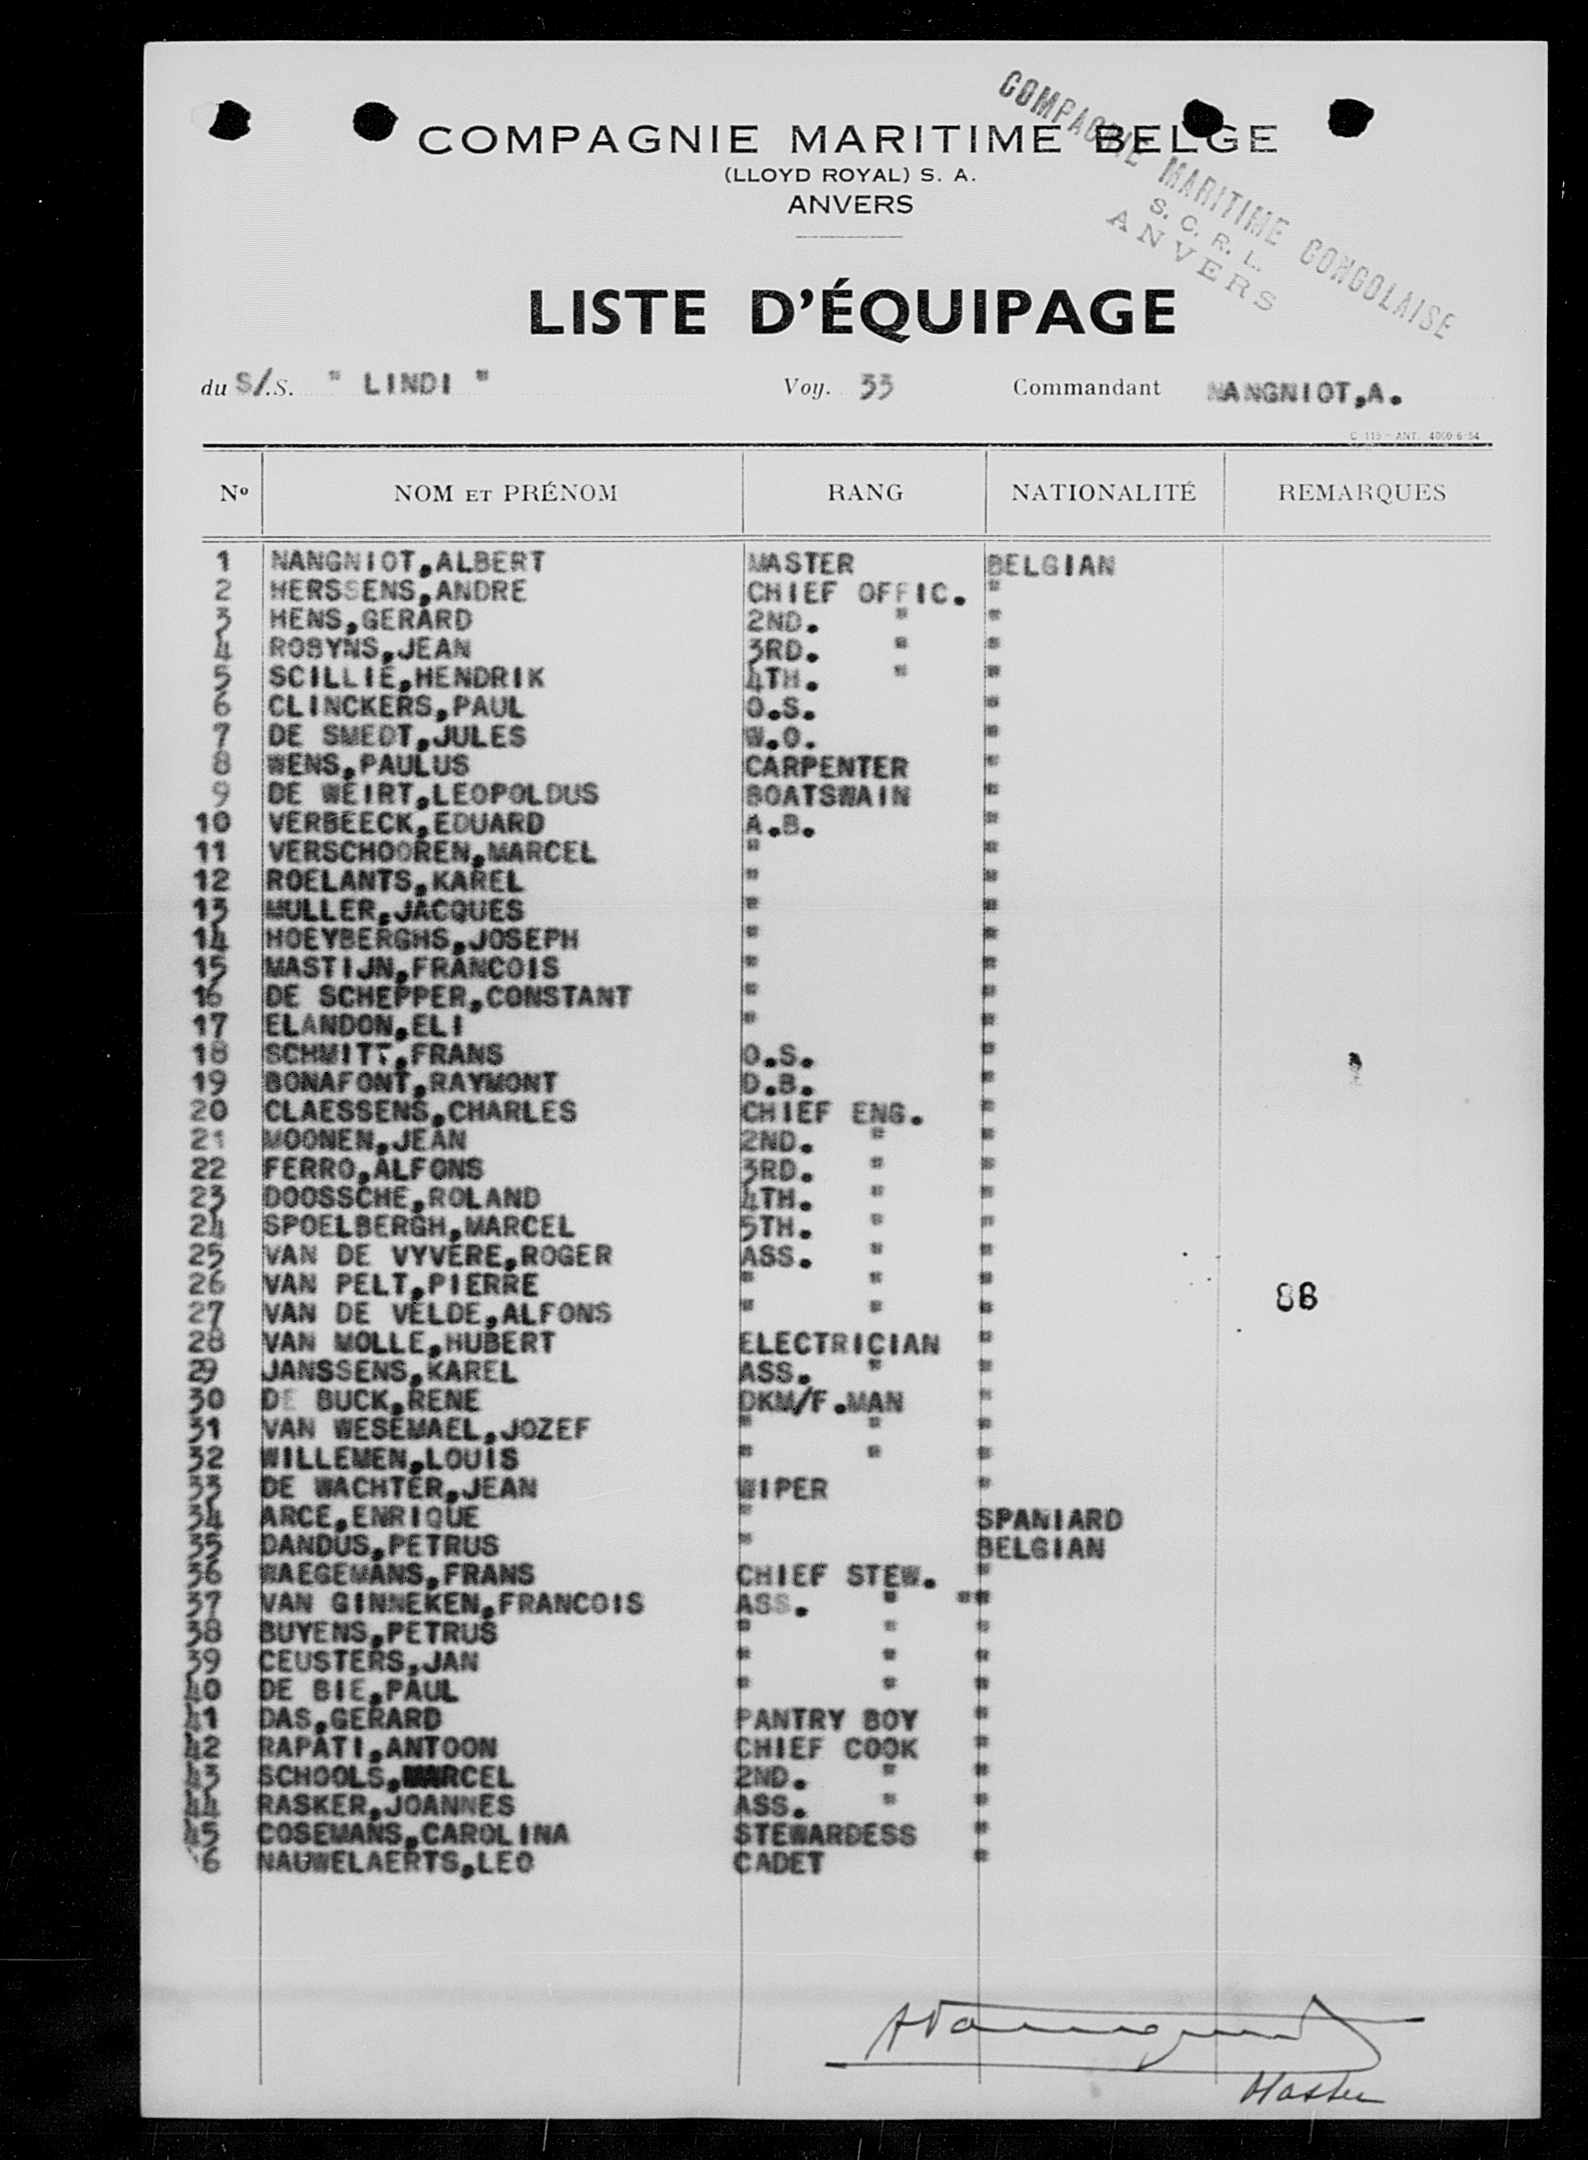 COMPAGNIE MARITIME BELGE
(LLOYD ROYAL) S. A.
ANVERS
COMPAGNIE MARITIME CONGOLAISE
S. C. R. L.
ANVERS
LISTE D'ÉQUIPAGE
du S/.S. " LINDI " Voy. 33 Commandant NANGNIOT,A.
C-115 - ANT. 4000-6-54
Nº NOM ET PRÉNOM RANG NATIONALITÉ REMARQUES
1 NANGNIOT,ALBERT MASTER BELGIAN
2 HERSSENS,ANDRE CHIEF OFFIC. "
3 HENS,GERARD 2ND. " "
4 ROBYNS,JEAN 3RD. " "
5 SCILLIE,HENDRIK 4TH. " "
6 CLINCKERS,PAUL O.S. "
7 DE SMEDT,JULES W.O. "
8 WENS,PAULUS CARPENTER "
9 DE WEIRT,LEOPOLDUS BOATSWAIN "
10 VERBEECK,EDUARD A.B. "
11 VERSCHOOREN,MARCEL " "
12 ROELANTS,KAREL " "
13 MULLER,JACQUES " "
14 HOEYBERGHS,JOSEPH " "
15 MASTIJN,FRANCOIS " "
16 DE SCHEPPER,CONSTANT " "
17 ELANDON,ELI " "
18 SCHMITT,FRANS O.S. "
19 BONAFONT,RAYMONT D.B. "
20 CLAESSENS,CHARLES CHIEF ENG. "
21 MOONEN,JEAN 2ND. " "
22 FERRO,ALFONS 3RD. " "
23 DOOSSCHE,ROLAND 4TH. " "
24 SPOELBERGH,MARCEL 5TH. " "
25 VAN DE VYVERE,ROGER ASS. " "
26 VAN PELT,PIERRE " " "
27 VAN DE VELDE,ALFONS " " "
88
28 VAN MOLLE,HUBERT ELECTRICIAN "
29 JANSSENS,KAREL ASS. " "
30 DE BUCK,RENE DKM/F.MAN "
31 VAN WESEMAEL,JOZEF " " "
32 WILLEMEN,LOUIS " " "
33 DE WACHTER,JEAN WIPER "
34 ARCE,ENRIQUE " SPANIARD
35 DANDUS,PETRUS " BELGIAN
36 WAEGEMANS,FRANS CHIEF STEW. "
37 VAN GINNEKEN,FRANCOIS ASS. " ""
38 BUYENS,PETRUS " " "
39 CEUSTERS,JAN " " "
40 DE BIE,PAUL " " "
41 DAS,GERARD PANTRY BOY "
42 RAPATI,ANTOON CHIEF COOK "
43 SCHOOLS,MARCEL 2ND. " "
44 RASKER,JOANNES ASS. " "
45 COSEMANS,CAROLINA STEWARDESS "
6 NAUWELAERTS,LEO CADET "
ANangniot
Master